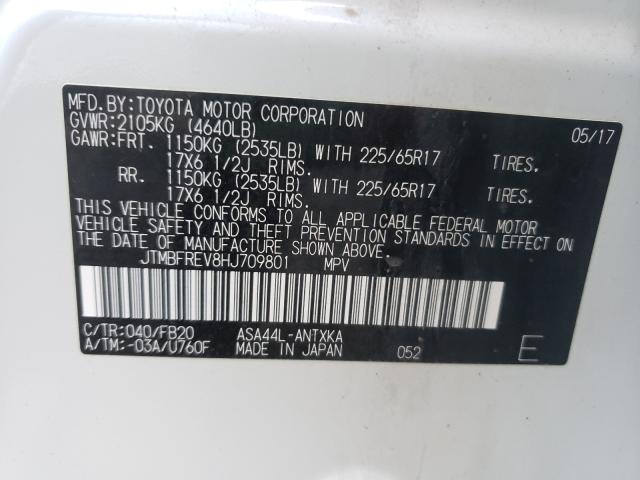 MFD.BY:TOYOTA MOTOR CORPORATION 05/17
GVWR:2105KG (4640LB)
GAWR:FRT. 1150KG (2535LB) WITH 225/65R17 TIRES.
17X6 1/2J RIMS.
RR. 1150KG (2535LB) WITH 225/65R17 TIRES.
17X6 1/2J RIMS.
THIS VEHICLE CONFORMS TO ALL APPLICABLE FEDERAL MOTOR
VEHICLE SAFETY AND THEFT PREVENTION STANDARDS IN EFFECT ON
THE DATE OF MANUFACTURE SHOWN ABOVE.
JTMBFREV8HJ709801 MPV
C/TR:040/FB20 ASA44L-ANTXKA
A/TM:-03A/U760F MADE IN JAPAN 052 E